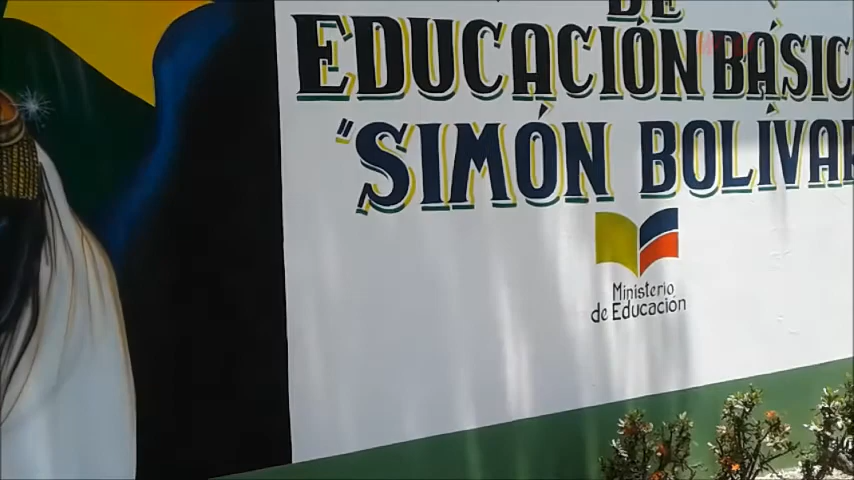 DE
EDUCACIÓN BÁSIC
"SIMÓN BOLÍVAR
Ministerio
de Educación